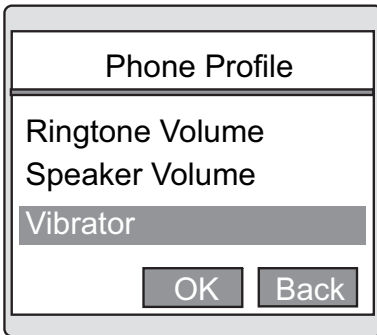 Phone Profile
Ringtone Volume
Speaker Volume
Vibrator
OK Back